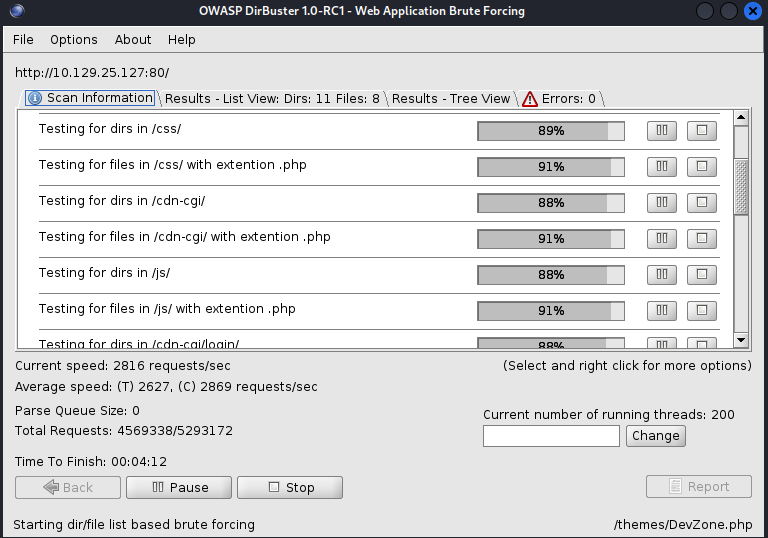 OWASP DirBuster 1.0-RC1 - Web Application Brute Forcing
File Options About Help
http://10.129.25.127:80/
Scan Information Results - List View: Dirs: 11 Files: 8 Results - Tree View Errors: 0
Testing for dirs in /css/ 89%
Testing for files in /css/ with extention .php 91%
Testing for dirs in /cdn-cgi/ 88%
Testing for files in /cdn-cgi/ with extention .php 91%
Testing for dirs in /js/ 88%
Testing for files in /js/ with extention .php 91%
Testing for dirs in /cdn-cgi/login/ 88%
Current speed: 2816 requests/sec (Select and right click for more options)
Average speed: (T) 2627, (C) 2869 requests/sec
Parse Queue Size: 0
Current number of running threads: 200
Total Requests: 4569338/5293172
Change
Time To Finish: 00:04:12
Back Pause Stop Report
Starting dir/file list based brute forcing /themes/DevZone.php